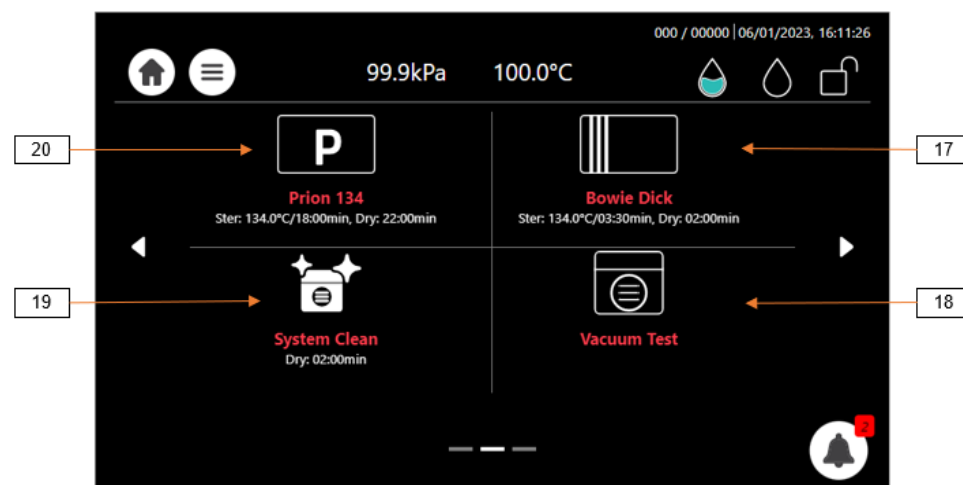 000 / 00000 | 06/01/2023, 16:11:26
99.9kPa 100.0°C
20
P
17
Prion 134
Ster: 134.0°C/18:00min, Dry: 22:00min
Bowie Dick
Ster: 134.0°C/03:30min, Dry: 02:00min
19
18
System Clean
Dry: 02:00min
Vacuum Test
2